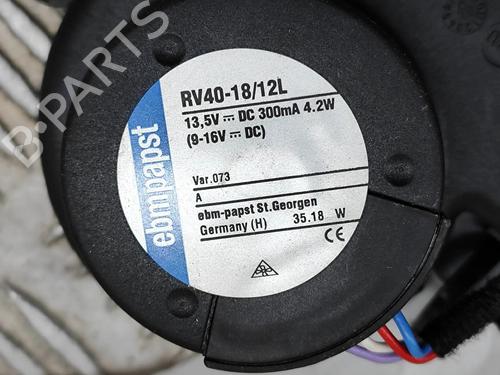 ebmpapst
RV40-18/12L
13,5V ⎓ DC 300mA 4.2W
(9-16V ⎓ DC)
Var.073
A
ebm-papst St.Georgen
Germany (H) 35.18 W
CE
B-PARTS